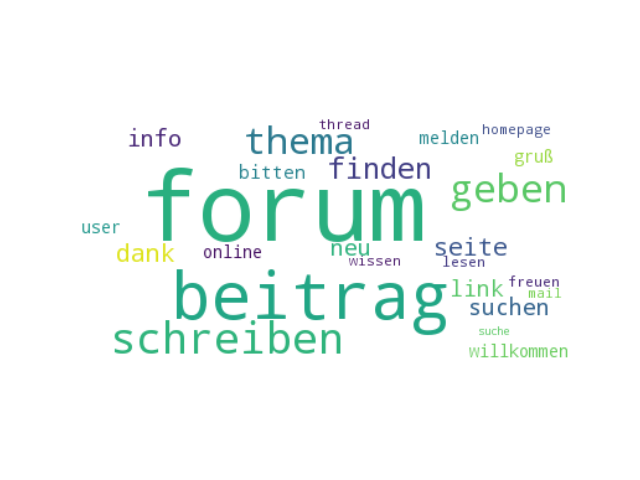 thread
homepage
info
thema
melden
gruß
bitten
finden
geben
forum
user
dank
online
neu
seite
wissen
lesen
beitrag
link
freuen
mail
suchen
schreiben
suche
willkommen